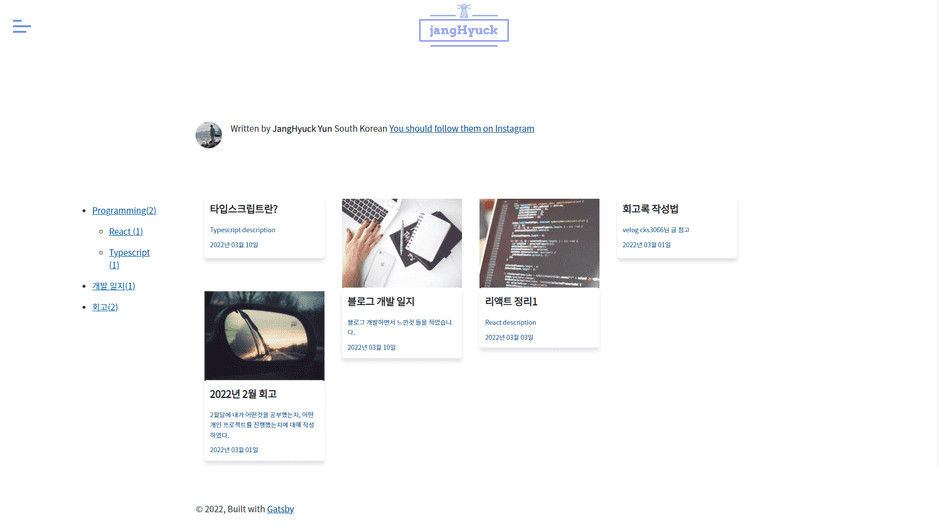 jangHyuck
Written by JangHyuck Yun South Korean You should follow them on Instagram
Programming(2)
React (1)
Typescript
(1)
개발 일지(1)
회고(2)
타입스크립트란?
Typescript description
2022년 03월 10일
블로그 개발 일지
블로그 개발하면서 느낀것 들을 적었습니
다.
2022년 03월 10일
리액트 정리1
React description
2022년 03월 03일
회고록 작성법
velog cks3066님 글 참고
2022년 03월 01일
2022년 2월 회고
2월달에 내가 어떤것을 공부했는지, 어떤
개인 프로젝트를 진행했는지에 대해 작성
하였다.
2022년 03월 01일
© 2022, Built with Gatsby